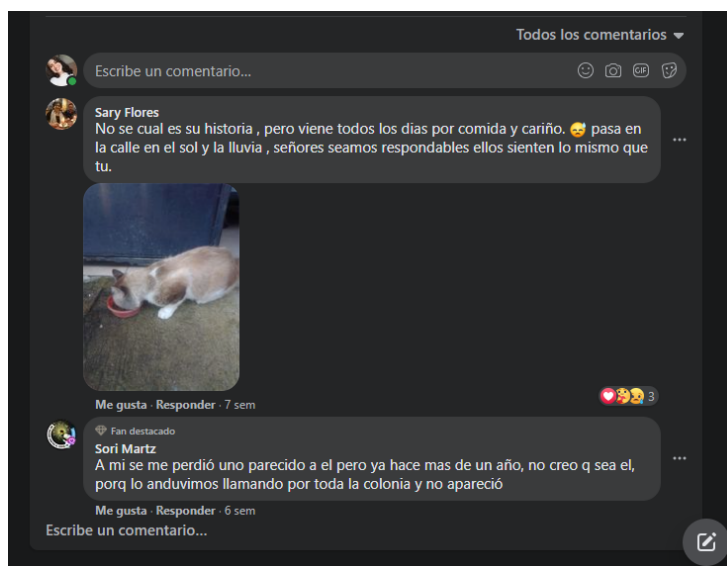 Todos los comentarios
Escribe un comentario...
GIF
Sary Flores
No se cual es su historia , pero viene todos los dias por comida y cariño. 😅 pasa en
la calle en el sol y la lluvia , señores seamos respondables ellos sienten lo mismo que
tu.
Me gusta · Responder · 7 sem
3
Fan destacado
Sori Martz
A mi se me perdió uno parecido a el pero ya hace mas de un año, no creo q sea el,
porq lo anduvimos llamando por toda la colonia y no apareció
Me gusta · Responder · 6 sem
Escribe un comentario...